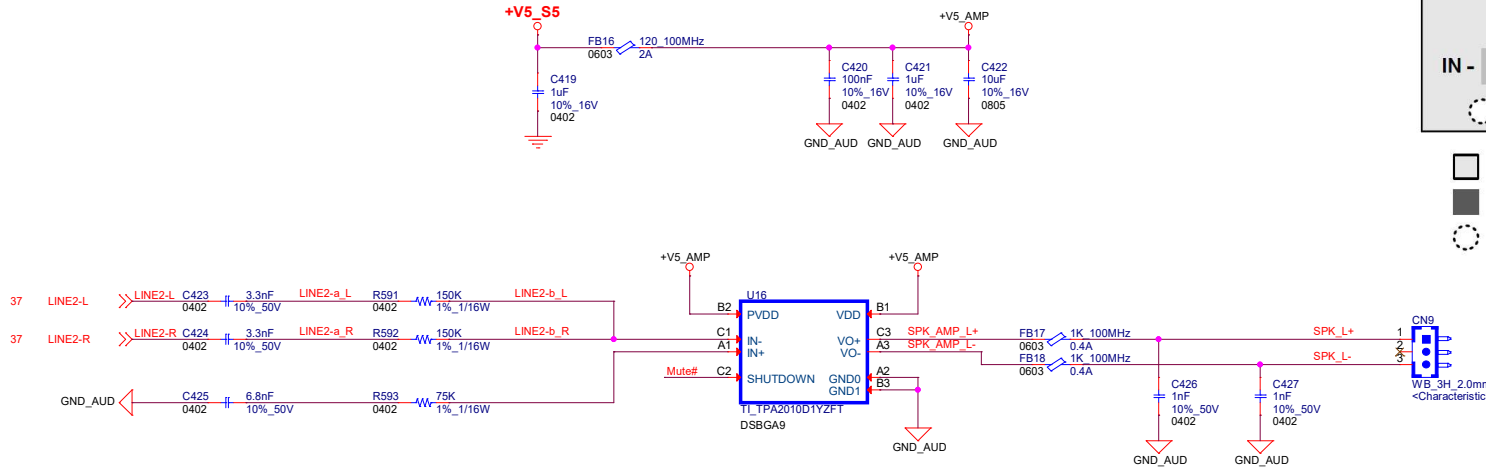 +V5_S5
+V5_AMP
FB16
120_100MHz
0603
2A
C419
1uF
10%_16V
0402
C420
100nF
10%_16V
0402
C421
1uF
10%_16V
0402
C422
10uF
10%_16V
0805
GND_AUD
GND_AUD
GND_AUD
IN -
+V5_AMP
+V5_AMP
37
LINE2-L
LINE2-L
C423
3.3nF
0402
10%_50V
LINE2-a_L
R591
150K
0402
1%_1/16W
LINE2-b_L
37
LINE2-R
LINE2-R
C424
3.3nF
0402
10%_50V
LINE2-a_R
R592
150K
0402
1%_1/16W
LINE2-b_R
GND_AUD
C425
6.8nF
0402
10%_50V
R593
75K
0402
1%_1/16W
U16
B2
PVDD
VDD
B1
C1
IN-
A1
IN+
VO+
C3
VO-
A3
Mute#
C2
SHUTDOWN
GND0
A2
GND1
B3
TI_TPA2010D1YZFT
DSBGA9
GND_AUD
SPK_AMP_L+
SPK_AMP_L-
FB17
1K_100MHz
0603
0.4A
FB18
1K_100MHz
0603
0.4A
SPK_L+
SPK_L-
C426
1nF
10%_50V
0402
C427
1nF
10%_50V
0402
GND_AUD
GND_AUD
CN9
1
2
3
WB_3H_2.0mm
<Characteristic